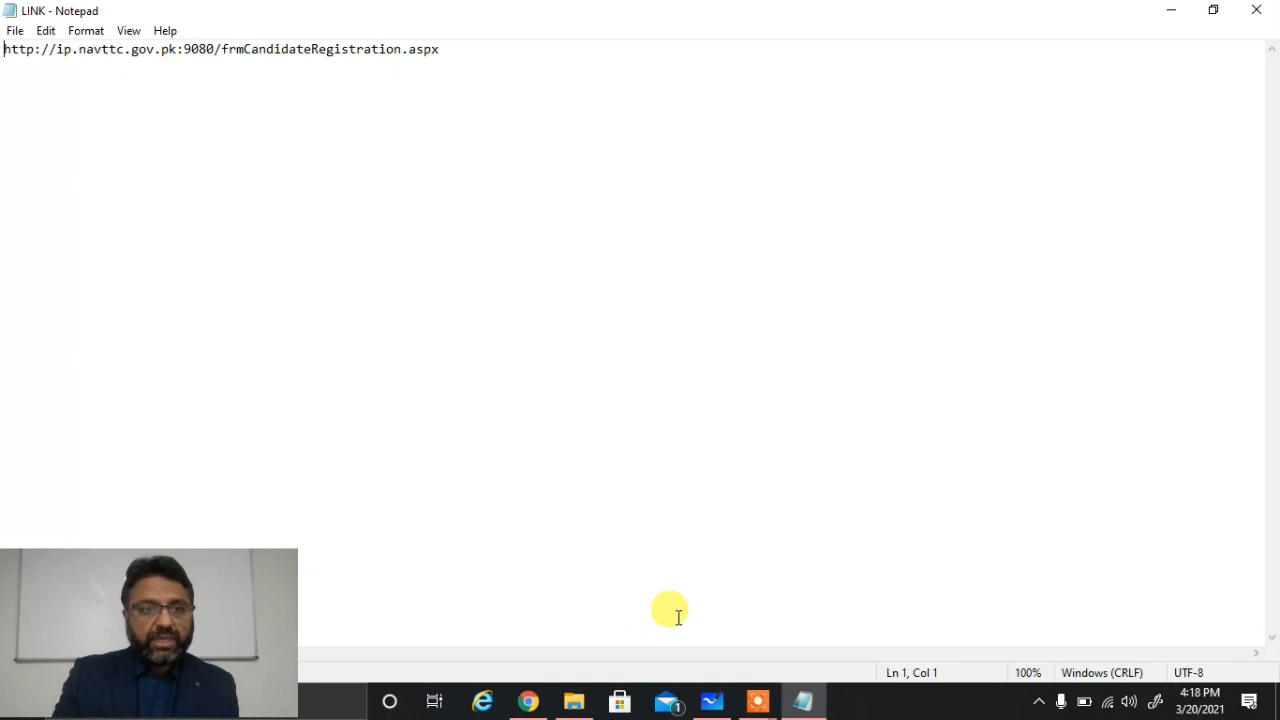 LINK - Notepad
File Edit Format View Help
http://ip.navttc.gov.pk:9080/frmCandidateRegistration.aspx
Ln 1, Col 1 100% Windows (CRLF) UTF-8
1
4:18 PM
3/20/2021